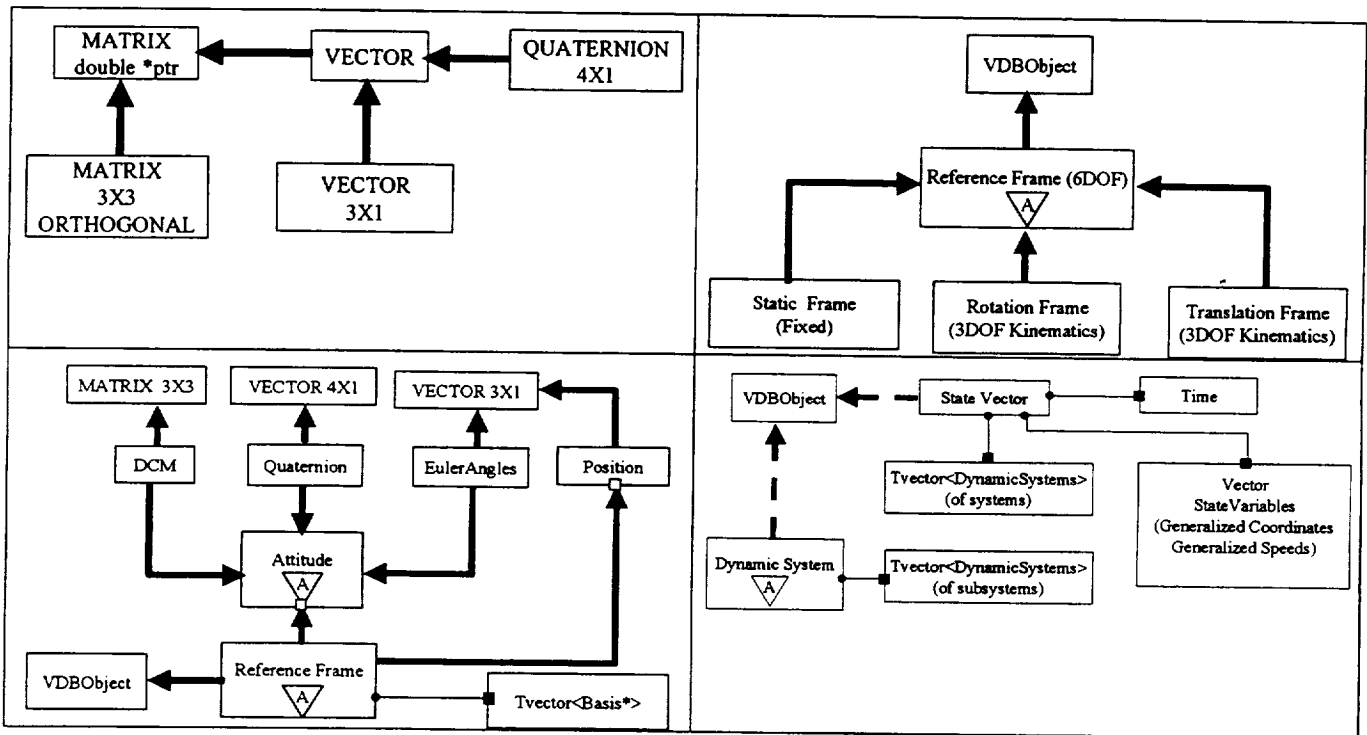 MATRIX
double *ptr
VECTOR
QUATERNION
4X1
MATRIX
3X3
ORTHOGONAL
VECTOR
3X1
VDBObject
Reference Frame (6DOF)
A
Static Frame
(Fixed)
Rotation Frame
(3DOF Kinematics)
Translation Frame
(3DOF Kinematics)
MATRIX 3X3
VECTOR 4X1
VECTOR 3X1
DCM
Quaternion
EulerAngles
Position
Attitude
A
VDBObject
Reference Frame
A
Tvector<Basis*>
VDBObject
State Vector
Time
Tvector<DynamicSystems>
(of systems)
Vector
StateVariables
(Generalized Coordinates
Generalized Speeds)
Dynamic System
A
Tvector<DynamicSystems>
(of subsystems)